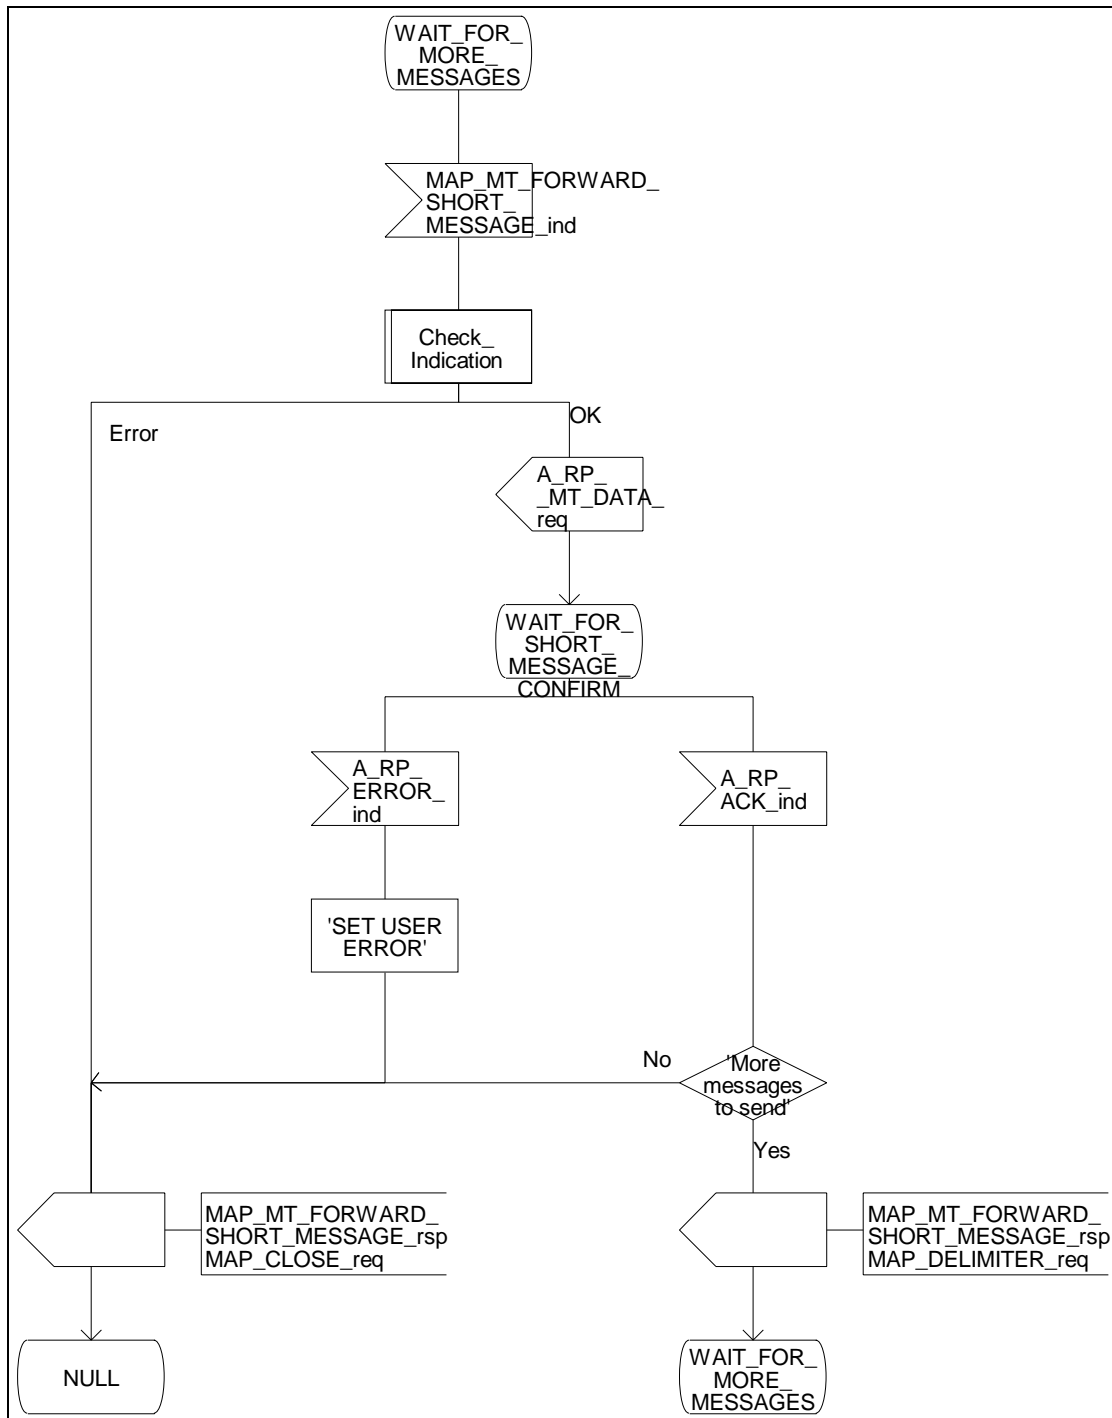 WAIT_FOR_
MORE_
MESSAGES
MAP_MT_FORWARD_
SHORT_
MESSAGE_ind
Check_
Indication
Error
OK
A_RP_
_MT_DATA_
req
WAIT_FOR_
SHORT_
MESSAGE_
CONFIRM
A_RP_
ERROR_
ind
A_RP_
ACK_ind
'SET USER
ERROR'
No
'More
messages
to send'
Yes
MAP_MT_FORWARD_
SHORT_MESSAGE_rsp
MAP_CLOSE_req
MAP_MT_FORWARD_
SHORT_MESSAGE_rsp
MAP_DELIMITER_req
NULL
WAIT_FOR_
MORE_
MESSAGES